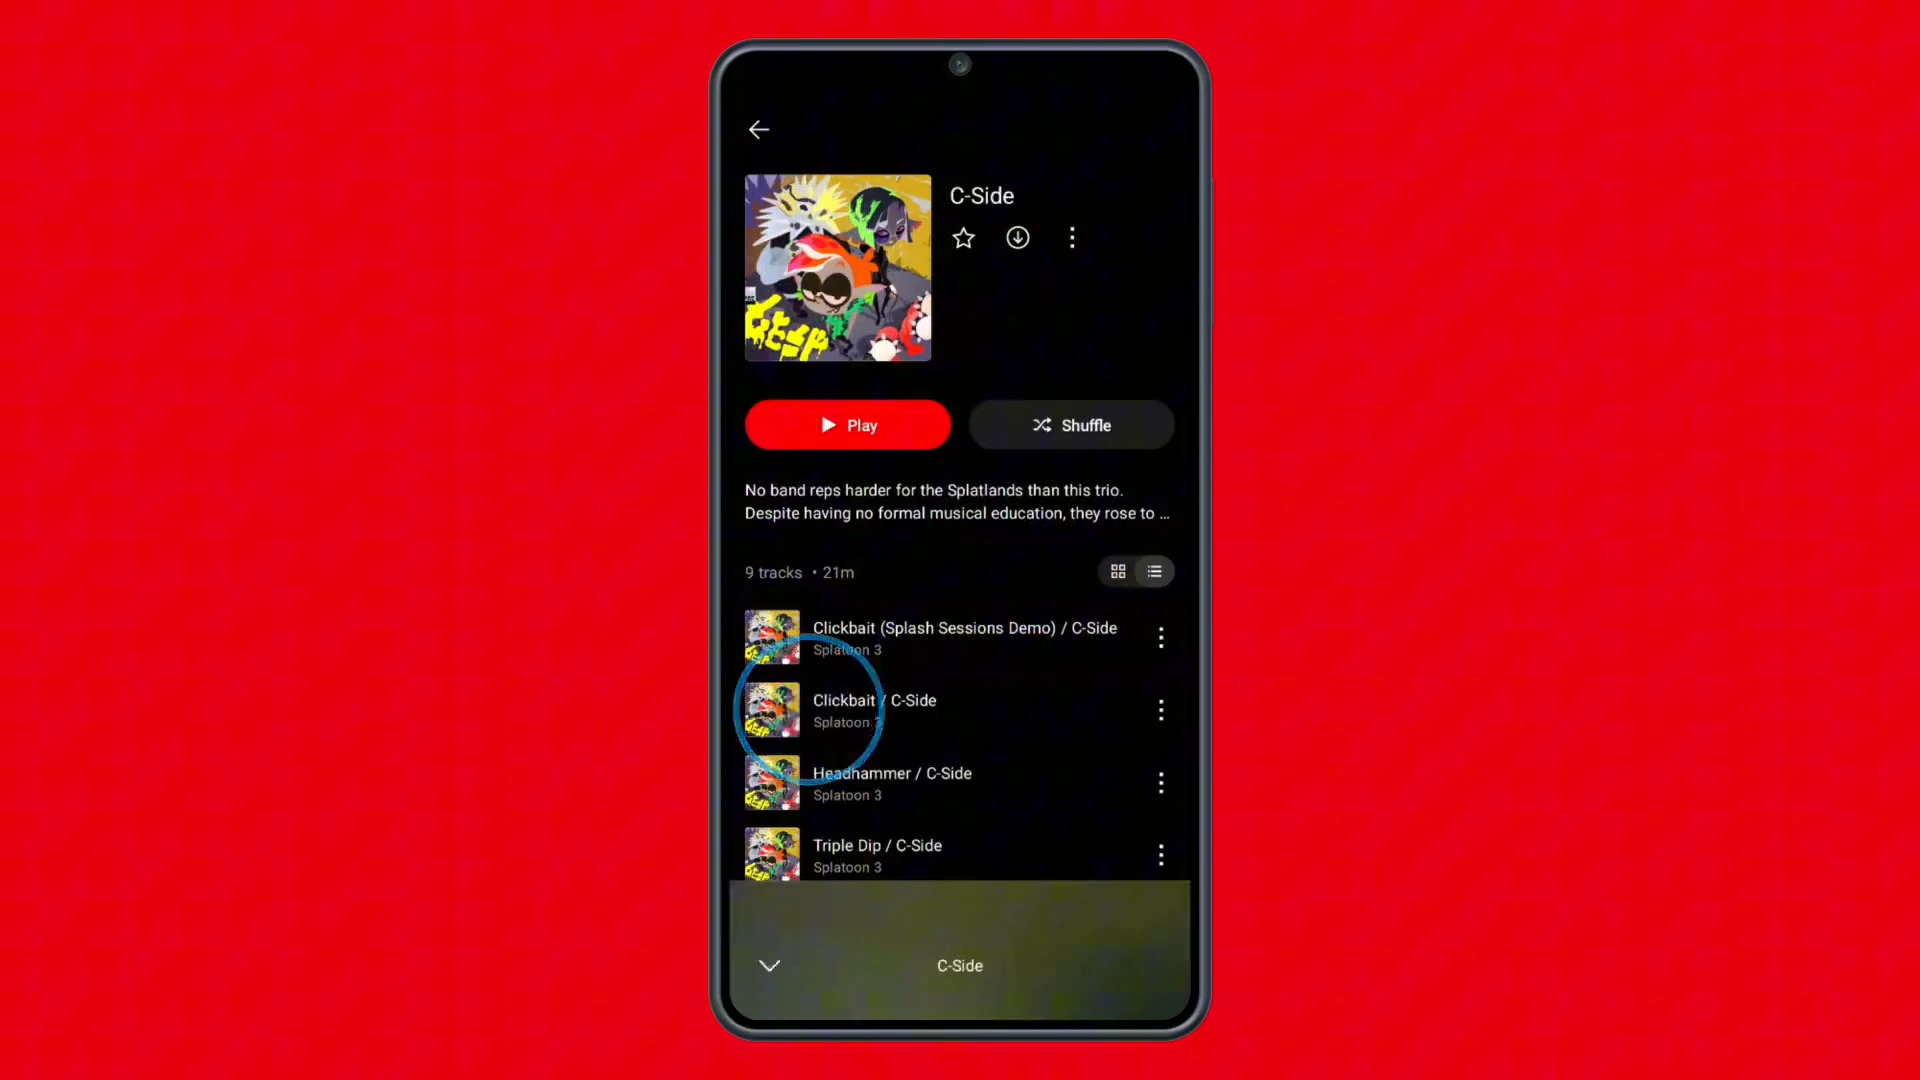 C-Side
Play
Shuffle
No band reps harder for the Splatlands than this trio.
Despite having no formal musical education, they rose to ...
9 tracks • 21m
Clickbait (Splash Sessions Demo) / C-Side
Splatoon 3
Clickbait / C-Side
Splatoon 3
Headhammer / C-Side
Splatoon 3
Triple Dip / C-Side
Splatoon 3
C-Side